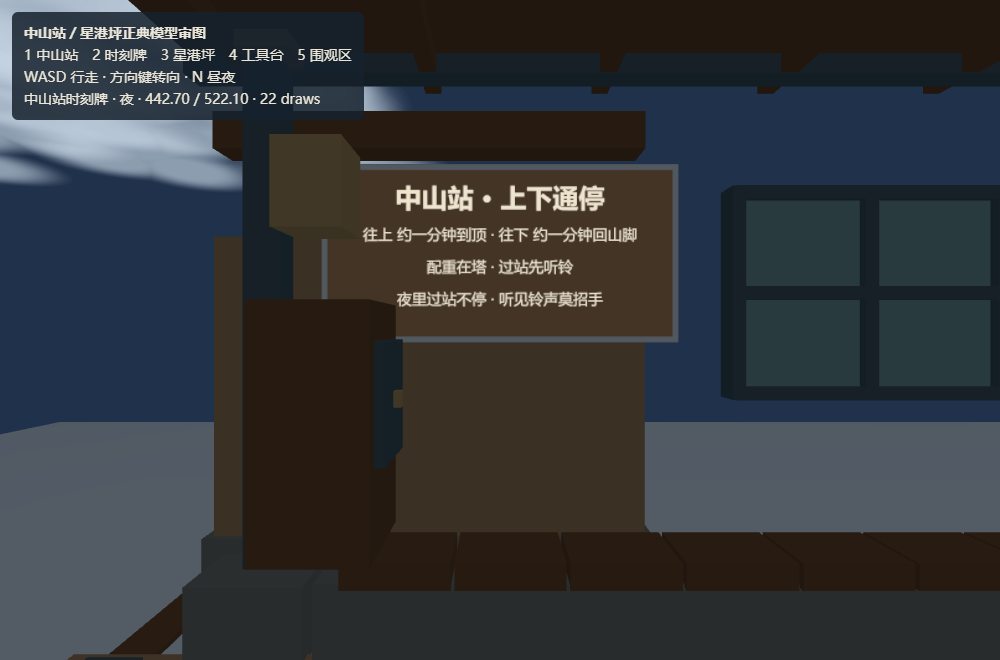 中山站 / 星港坪正典模型审图
1 中山站 2 时刻牌 3 星港坪 4 工具台 5 围观区
WASD 行走 · 方向键转向 · N 昼夜
中山站时刻牌 · 夜 · 442.70 / 522.10 · 22 draws
中山站 · 上下通停
往上 约一分钟到顶 · 往下 约一分钟回山脚
配重在塔 · 过站先听铃
夜里过站不停 · 听见铃声莫招手